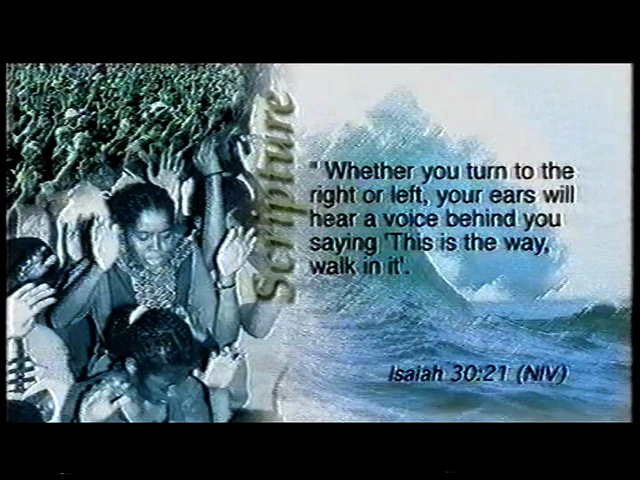 Scripture
" Whether you turn to the
right or left, your ears will
hear a voice behind you
saying 'This is the way,
walk in it'.
Isaiah 30:21 (NIV)